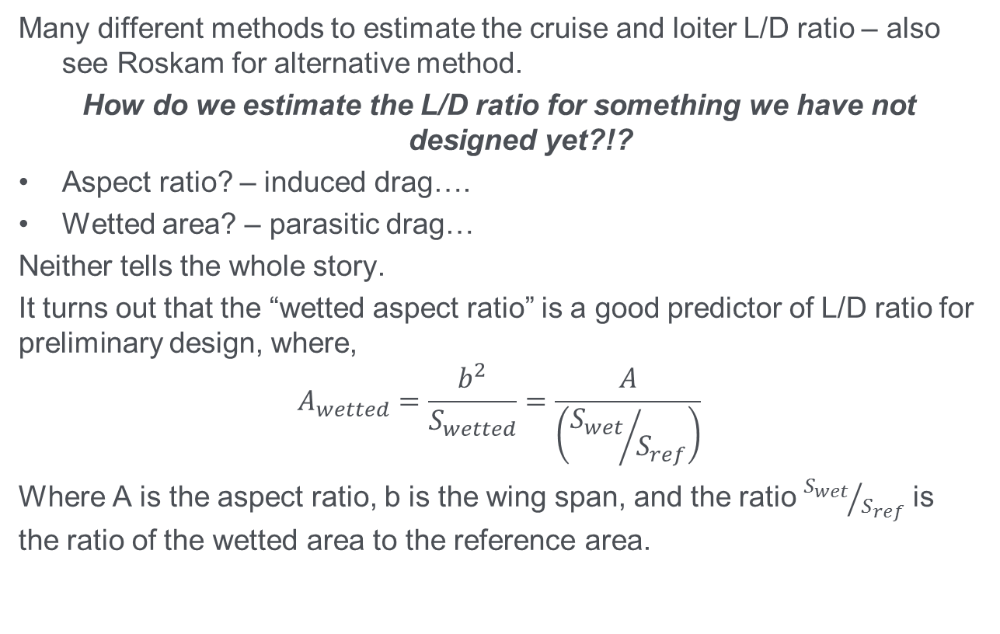 Many different methods to estimate the cruise and loiter L/D ratio – also
see Roskam for alternative method.
How do we estimate the L/D ratio for something we have not
designed yet?!?
• Aspect ratio? – induced drag….
• Wetted area? – parasitic drag…
Neither tells the whole story.
It turns out that the “wetted aspect ratio” is a good predictor of L/D ratio for
preliminary design, where,
A_{wetted} = \frac{b^2}{S_{wetted}} = \frac{A}{(S_{wet}/S_{ref})}
Where A is the aspect ratio, b is the wing span, and the ratio S_{wet}/S_{ref} is
the ratio of the wetted area to the reference area.